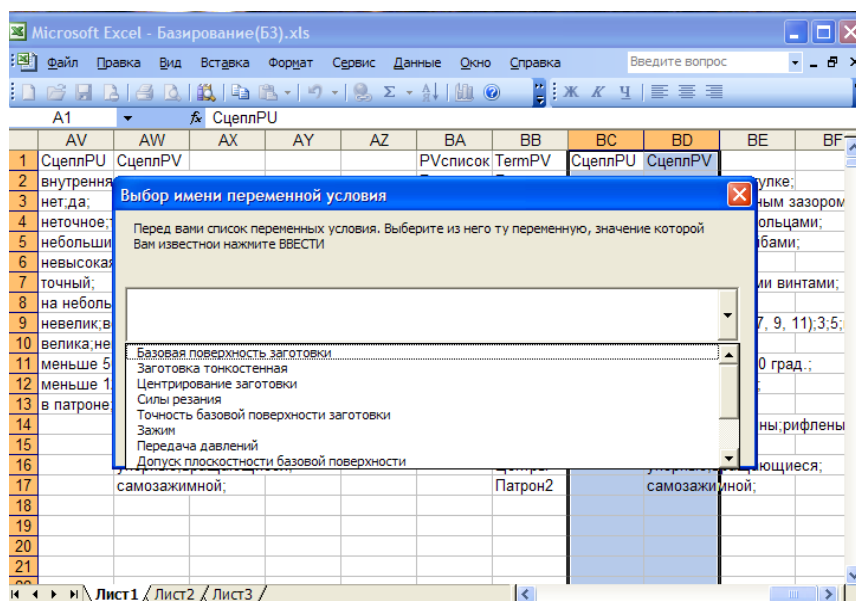 Microsoft Excel - Базирование(БЗ).xls
Файл Правка Вид Вставка Формат Сервис Данные Окно Справка Введите вопрос
Ж К Ч
A1 fx СцеплPU
AV AW AX AY AZ BA BB BC BD BE BF
1 СцеплPU СцеплPV PVсписок TermPV СцеплPU СцеплPV
2 внутрення тулке;
Выбор имени переменной условия
3 нет;да; ным зазором
4 неточное; ольцами;
Перед вами список переменных условия. Выберите из него ту переменную, значение которой
Вам известнои нажмите ВВЕСТИ
5 небольши бами;
6 невысокая
7 точный; ми винтами;
8 на неболь
9 невелик;в 7, 9, 11);3;5;
10 велика;не
Базовая поверхность заготовки
11 меньше 5 0 град.;
Заготовка тонкостенная
12 меньше 1
Центрирование заготовки
13 в патроне;
Силы резания
Точность базовой поверхности заготовки
14 ны;рифлены
Зажим
15
Передача давлений
16 ющиеся;
Допуск плоскостности базовой поверхности
17 самозажимной; Патрон2 самозажимной;
18
19
20
21
Лист1 Лист2 Лист3